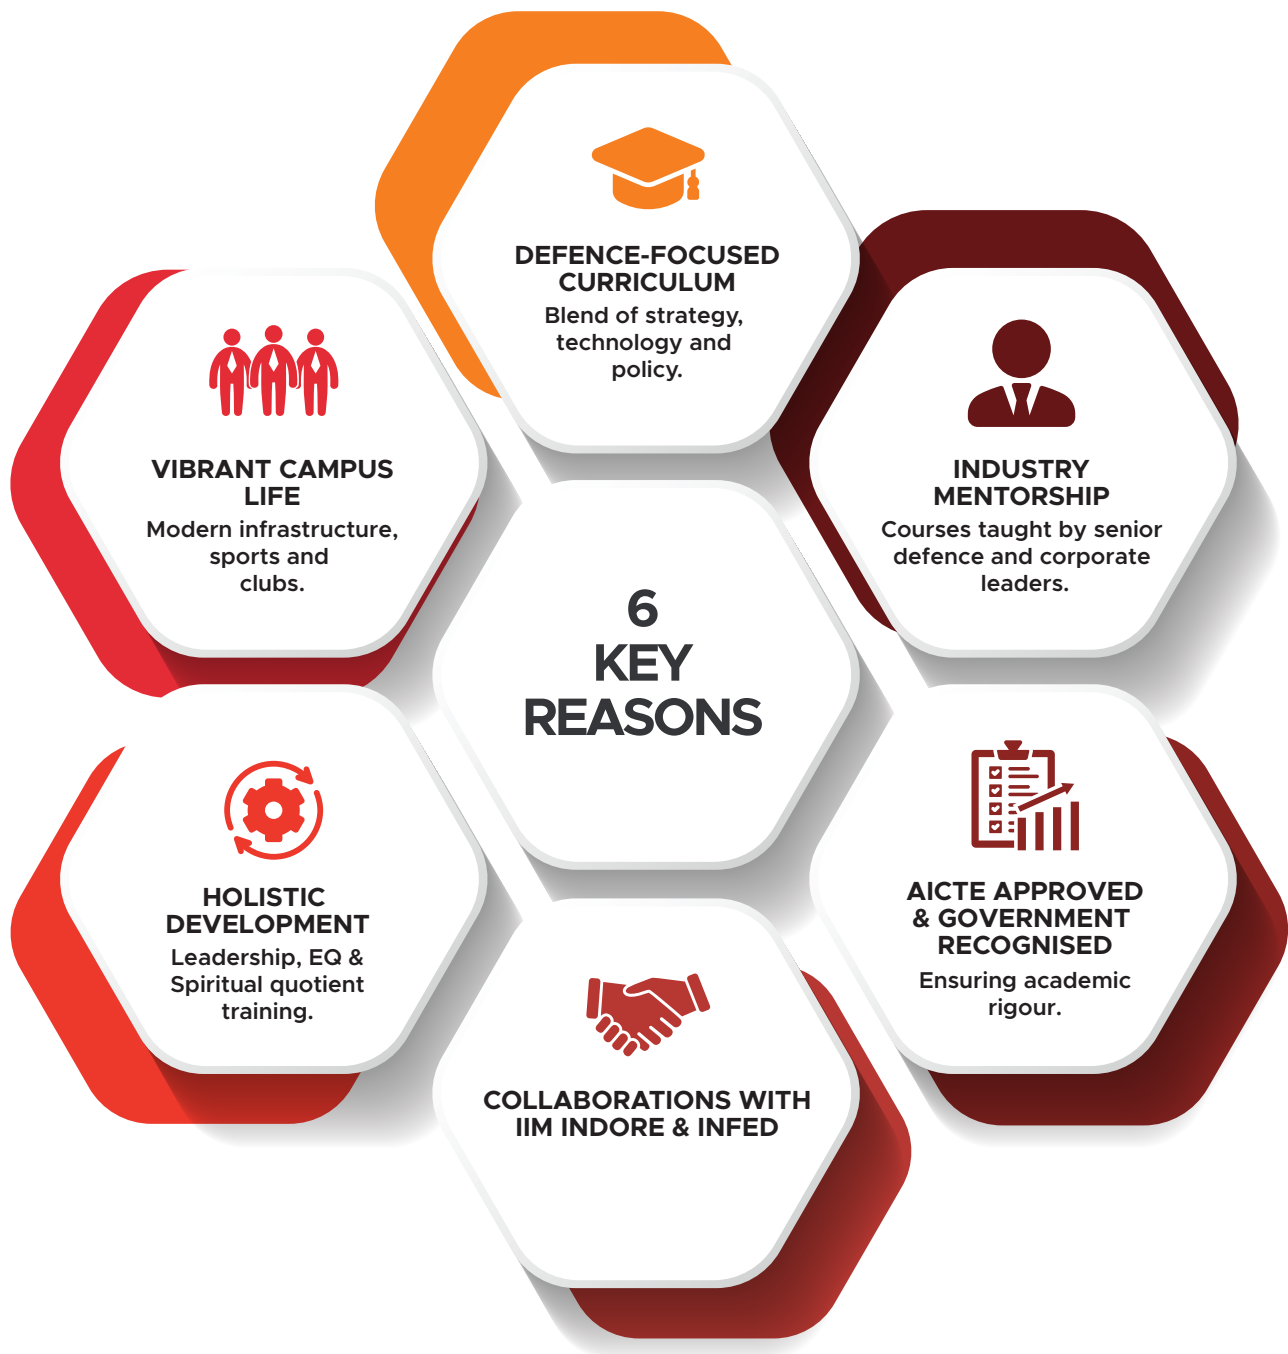 DEFENCE-FOCUSED
CURRICULUM
Blend of strategy,
technology and
policy.
INDUSTRY
MENTORSHIP
Courses taught by senior
defence and corporate
leaders.
AICTE APPROVED
& GOVERNMENT
RECOGNISED
Ensuring academic
rigour.
COLLABORATIONS WITH
IIM INDORE & INFED
HOLISTIC
DEVELOPMENT
Leadership, EQ &
Spiritual quotient
training.
VIBRANT CAMPUS
LIFE
Modern infrastructure,
sports and
clubs.
6
KEY
REASONS